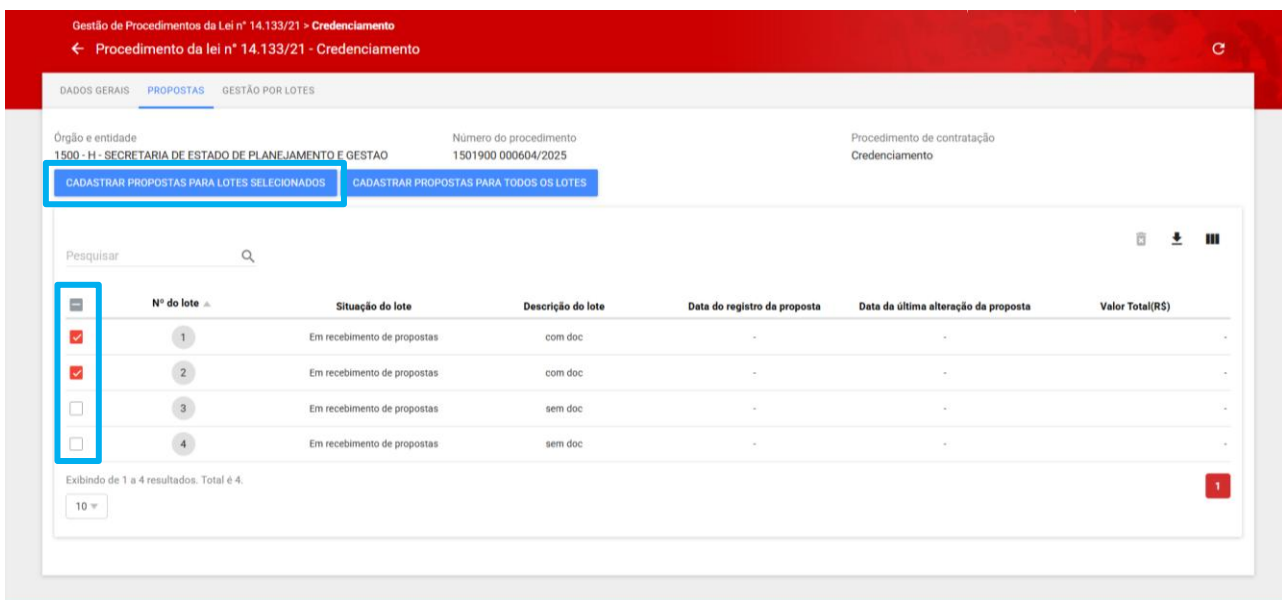 Gestão de Procedimentos da Lei n° 14.133/21 > Credenciamento
Procedimento da lei n° 14.133/21 - Credenciamento
DADOS GERAIS PROPOSTAS GESTÃO POR LOTES
Órgão e entidade Número do procedimento Procedimento de contratação
1500 - H - SECRETARIA DE ESTADO DE PLANEJAMENTO E GESTAO 1501900 000604/2025 Credenciamento
CADASTRAR PROPOSTAS PARA LOTES SELECIONADOS CADASTRAR PROPOSTAS PARA TODOS OS LOTES
Pesquisar
Nº do lote Situação do lote Descrição do lote Data do registro da proposta Data da última alteração da proposta Valor Total(R$)
1 Em recebimento de propostas com doc - - -
2 Em recebimento de propostas com doc - - -
3 Em recebimento de propostas sem doc - - -
4 Em recebimento de propostas sem doc - - -
Exibindo de 1 a 4 resultados. Total é 4.
1
10